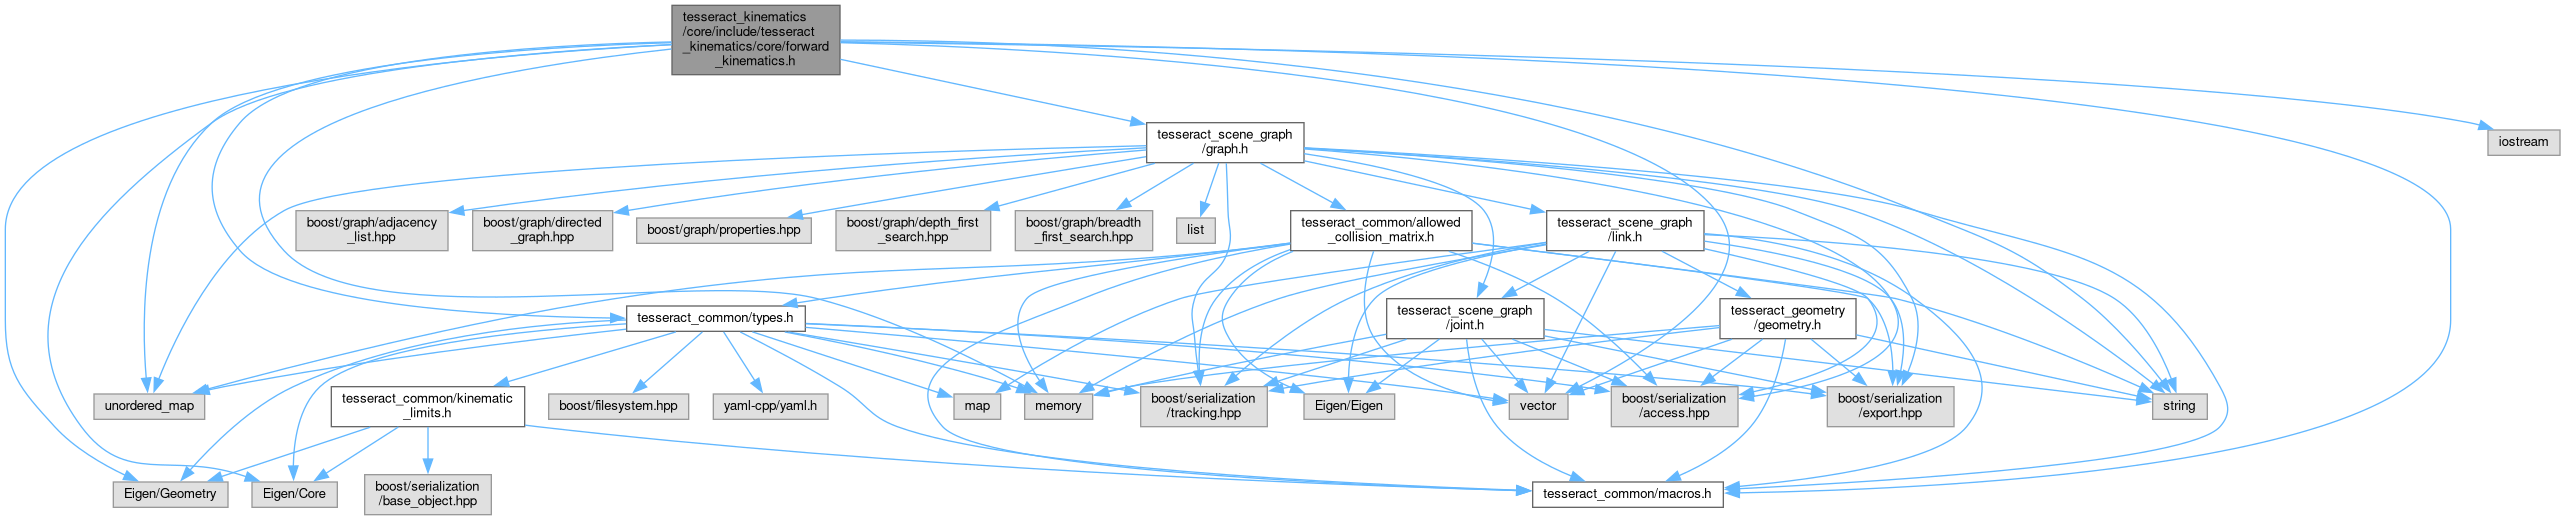 tesseract_kinematics
/core/include/tesseract
_kinematics/core/forward
_kinematics.h
tesseract_scene_graph
/graph.h
iostream
boost/graph/adjacency
_list.hpp
boost/graph/directed
_graph.hpp
boost/graph/properties.hpp
boost/graph/depth_first
_search.hpp
boost/graph/breadth
_first_search.hpp
list
tesseract_common/allowed
_collision_matrix.h
tesseract_scene_graph
/link.h
tesseract_common/types.h
tesseract_scene_graph
/joint.h
tesseract_geometry
/geometry.h
unordered_map
tesseract_common/kinematic
_limits.h
boost/filesystem.hpp
yaml-cpp/yaml.h
map
memory
boost/serialization
/tracking.hpp
Eigen/Eigen
vector
boost/serialization
/access.hpp
boost/serialization
/export.hpp
string
Eigen/Geometry
Eigen/Core
boost/serialization
/base_object.hpp
tesseract_common/macros.h